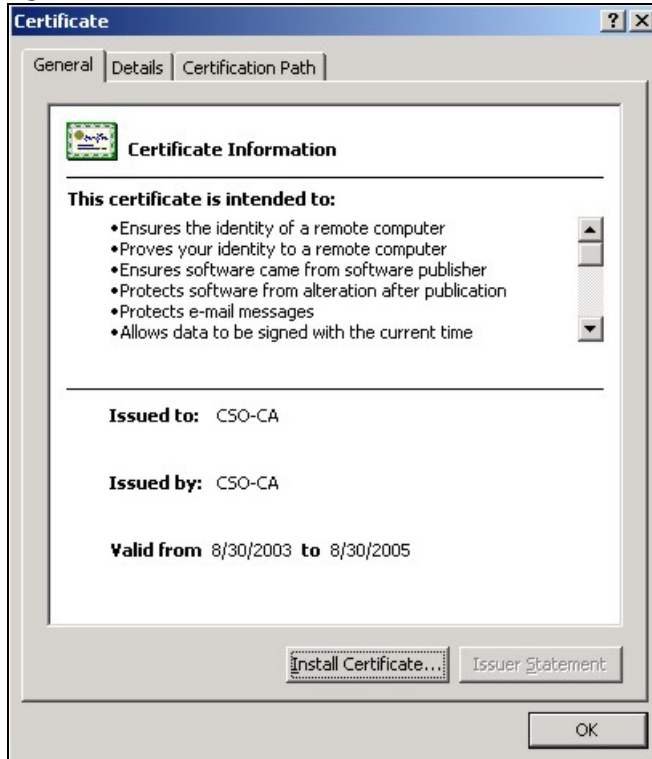 Certificate
General Details Certification Path
Certificate Information
This certificate is intended to:
•Ensures the identity of a remote computer
•Proves your identity to a remote computer
•Ensures software came from software publisher
•Protects software from alteration after publication
•Protects e-mail messages
•Allows data to be signed with the current time
Issued to: CSO-CA
Issued by: CSO-CA
Valid from 8/30/2003 to 8/30/2005
Install Certificate... Issuer Statement
OK